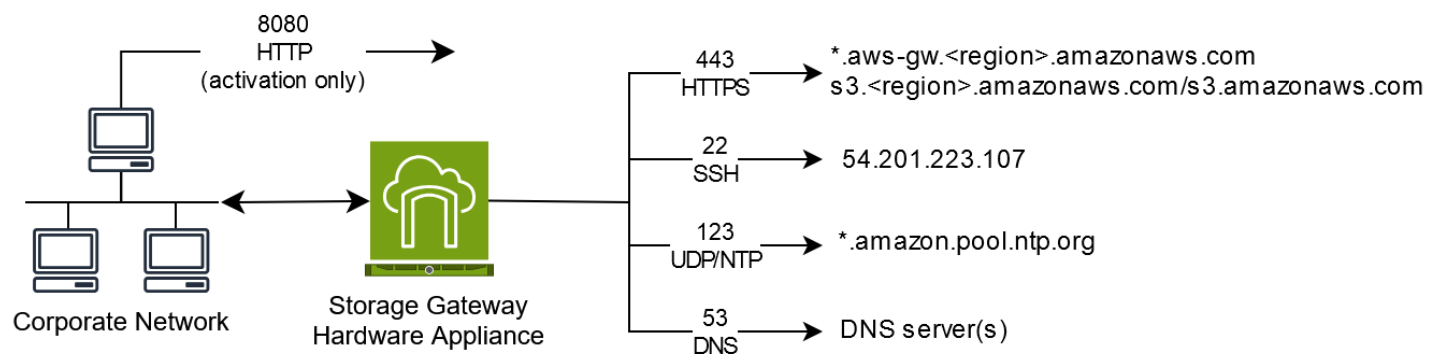 8080
HTTP
(activation only)
443
HTTPS
*.aws-gw.<region>.amazonaws.com
s3.<region>.amazonaws.com/s3.amazonaws.com
22
SSH
54.201.223.107
123
UDP/NTP
*.amazon.pool.ntp.org
53
DNS
DNS server(s)
Corporate Network
Storage Gateway
Hardware Appliance